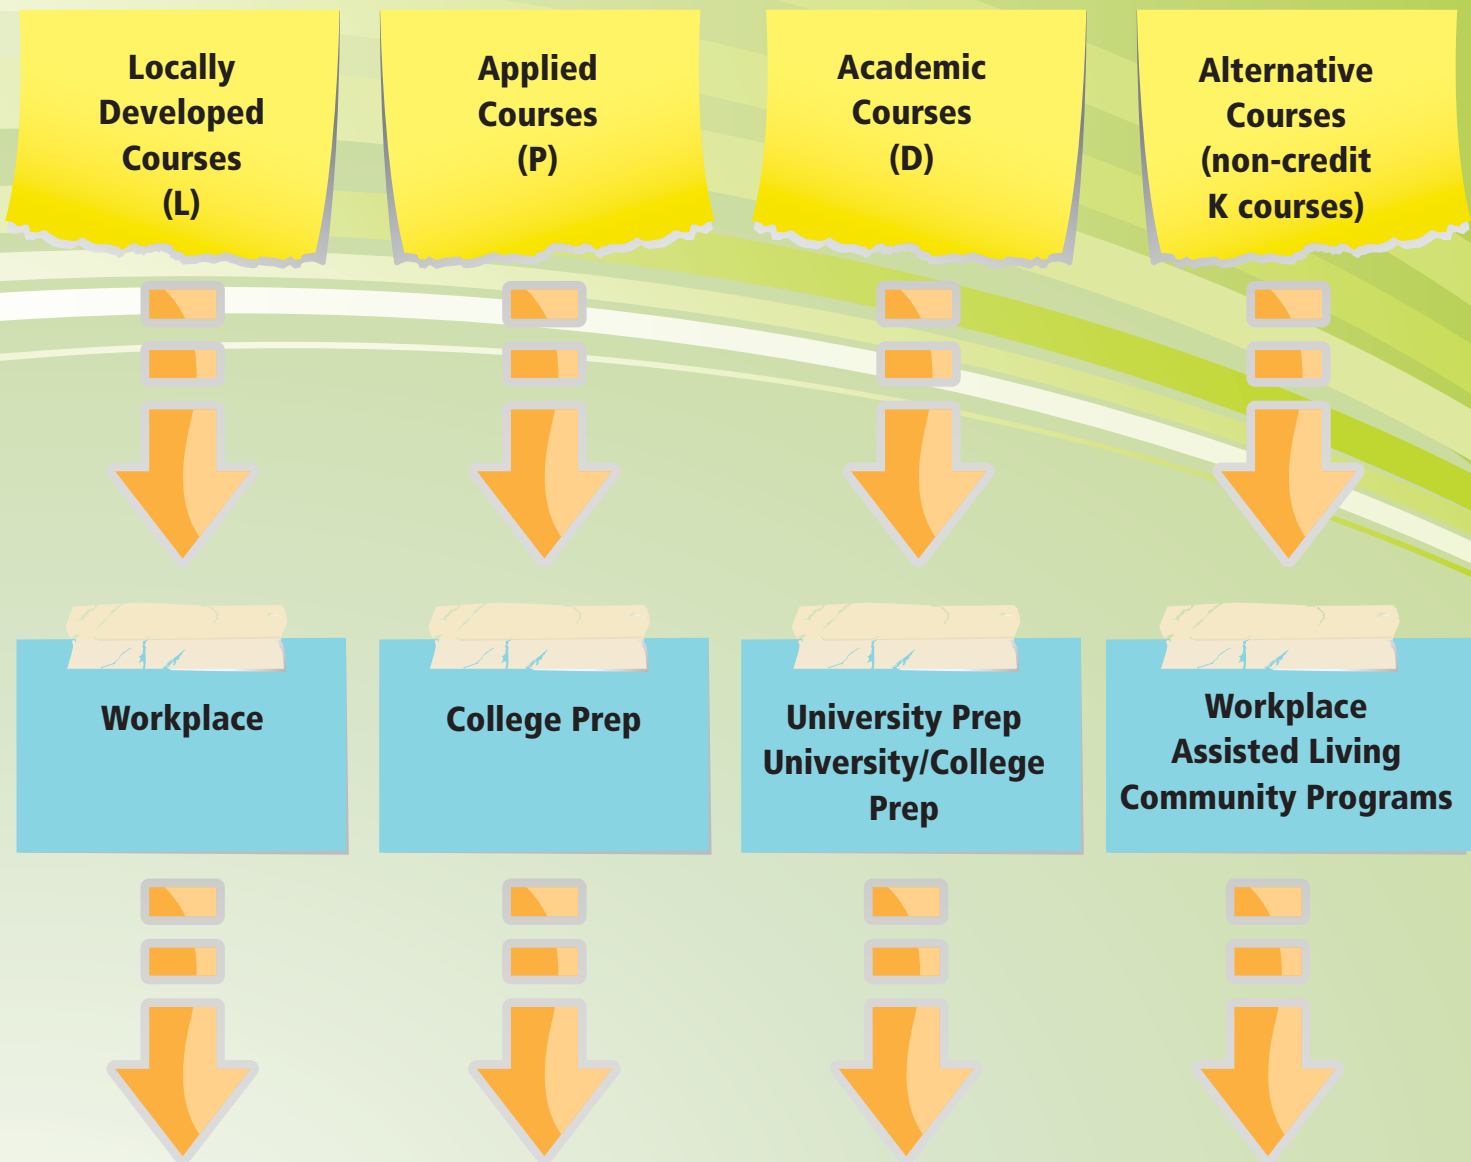 Locally
Developed
Courses
(L)
Applied
Courses
(P)
Academic
Courses
(D)
Alternative
Courses
(non-credit
K courses)
Workplace
College Prep
University Prep
University/College
Prep
Workplace
Assisted Living
Community Programs